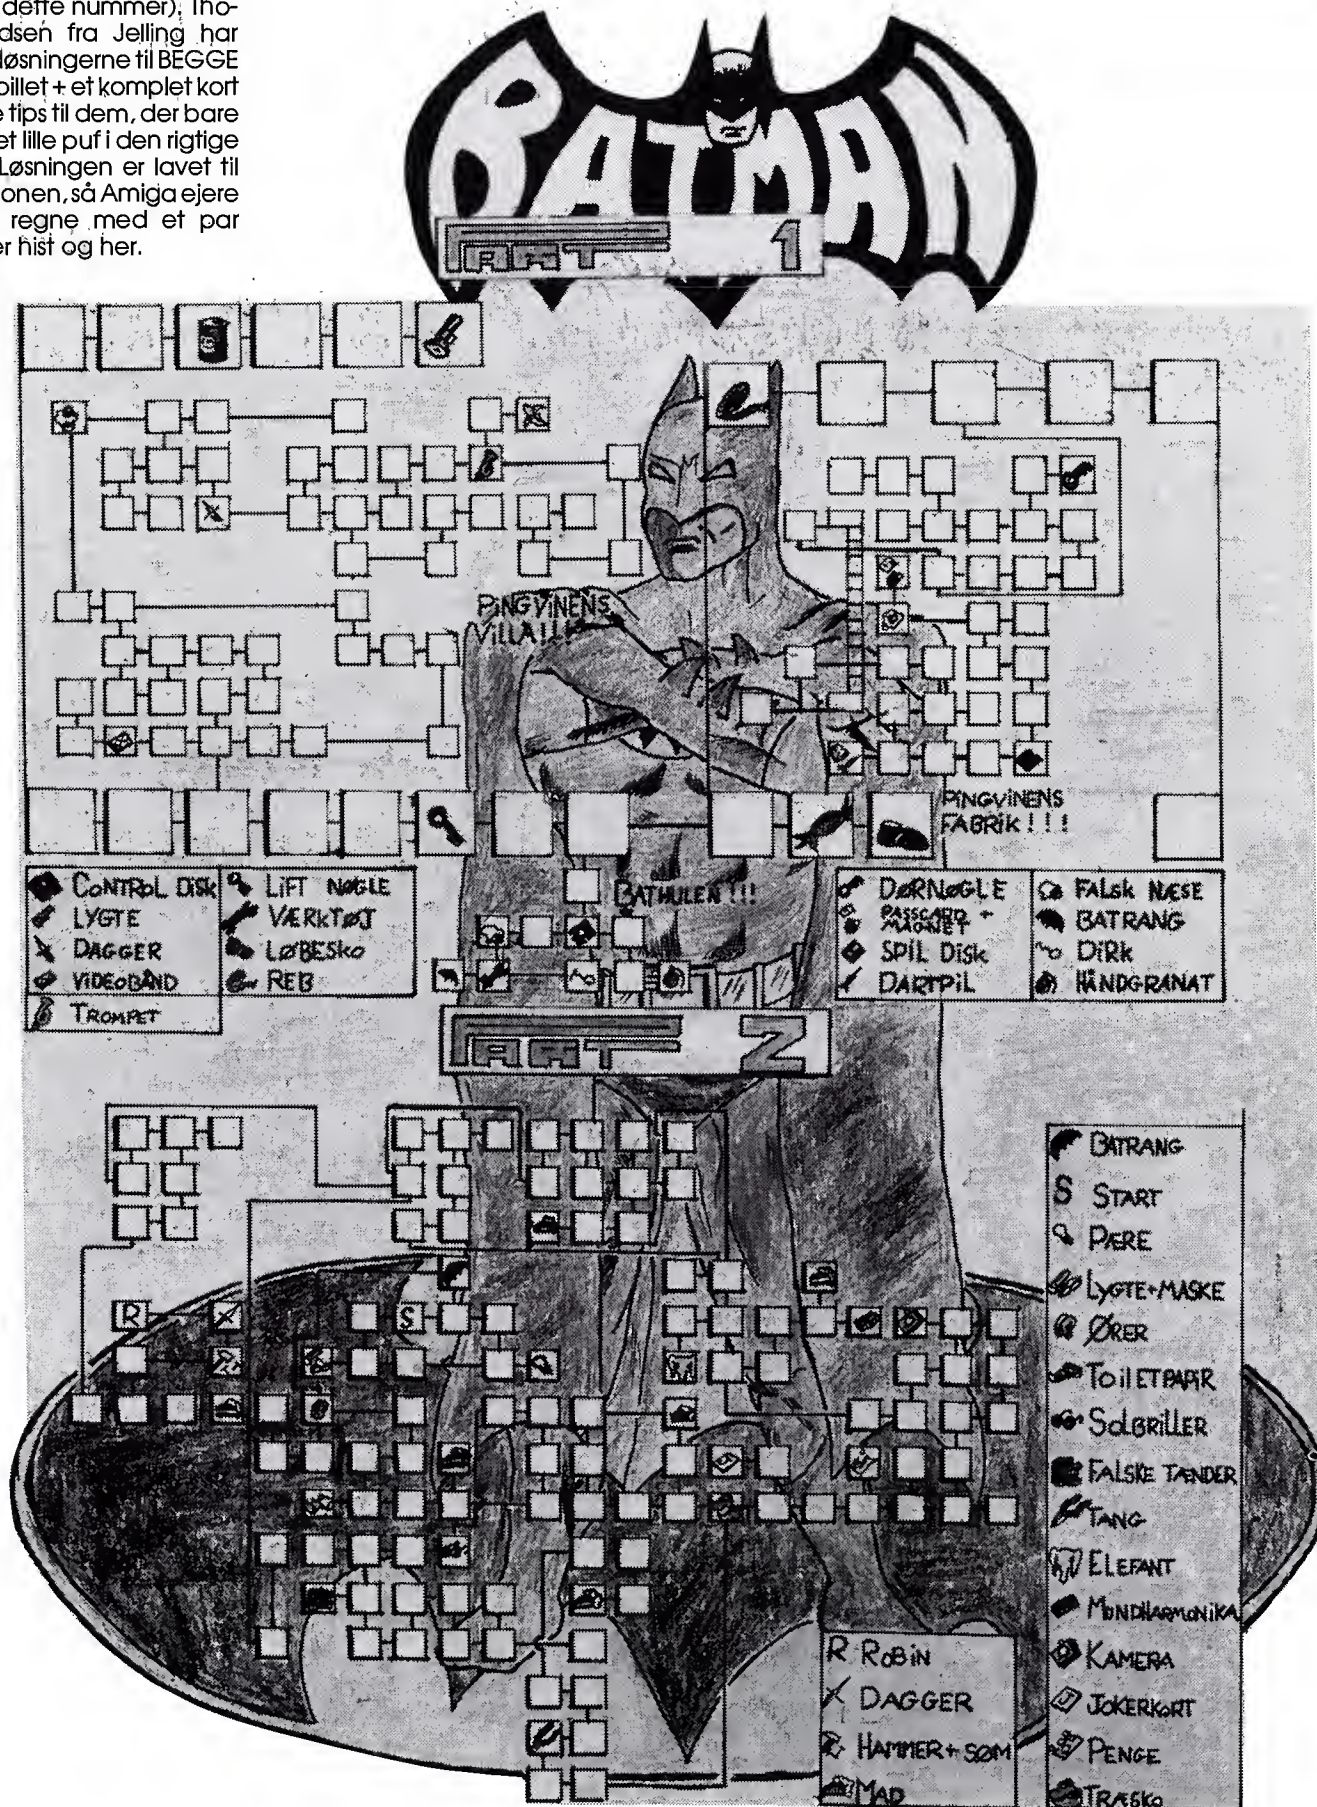 dette nummer). Tho-
dsen fra Jelling har
løsningerne til BEGGE
pillet + et komplet kort
e tips til dem, der bare
et lille puf i den rigtige
Løsningen er lavet til
onen, så Amiga ejere
regne med et par
er hist og her.
BATMAN
PART 1
PINGVINENS
VILLA!!!
PINGVINENS
FABRIK!!!
BATHULEN!!!
CONTROL DISK
LYGTE
DAGGER
VIDEOBÅND
TROMPET
LIFT NØGLE
VÆRKTØJ
LØBESKO
REB
DØRNØGLE
PASSCARD +
MAGNET
SPIL DISK
DARTPIL
FALSK NÆSE
BATRANG
DIRK
HÅNDGRANAT
PART 2
R
S
BATRANG
S START
PÆRE
LYGTE+MASKE
ØRER
TOILETPAPIR
SOLBRILLER
FALSKE TÆNDER
TANG
ELEFANT
MUNDHARMONIKA
KAMERA
JOKERKORT
PENGE
TRÆSKO
R ROBIN
DAGGER
HAMMER + SØM
MAD